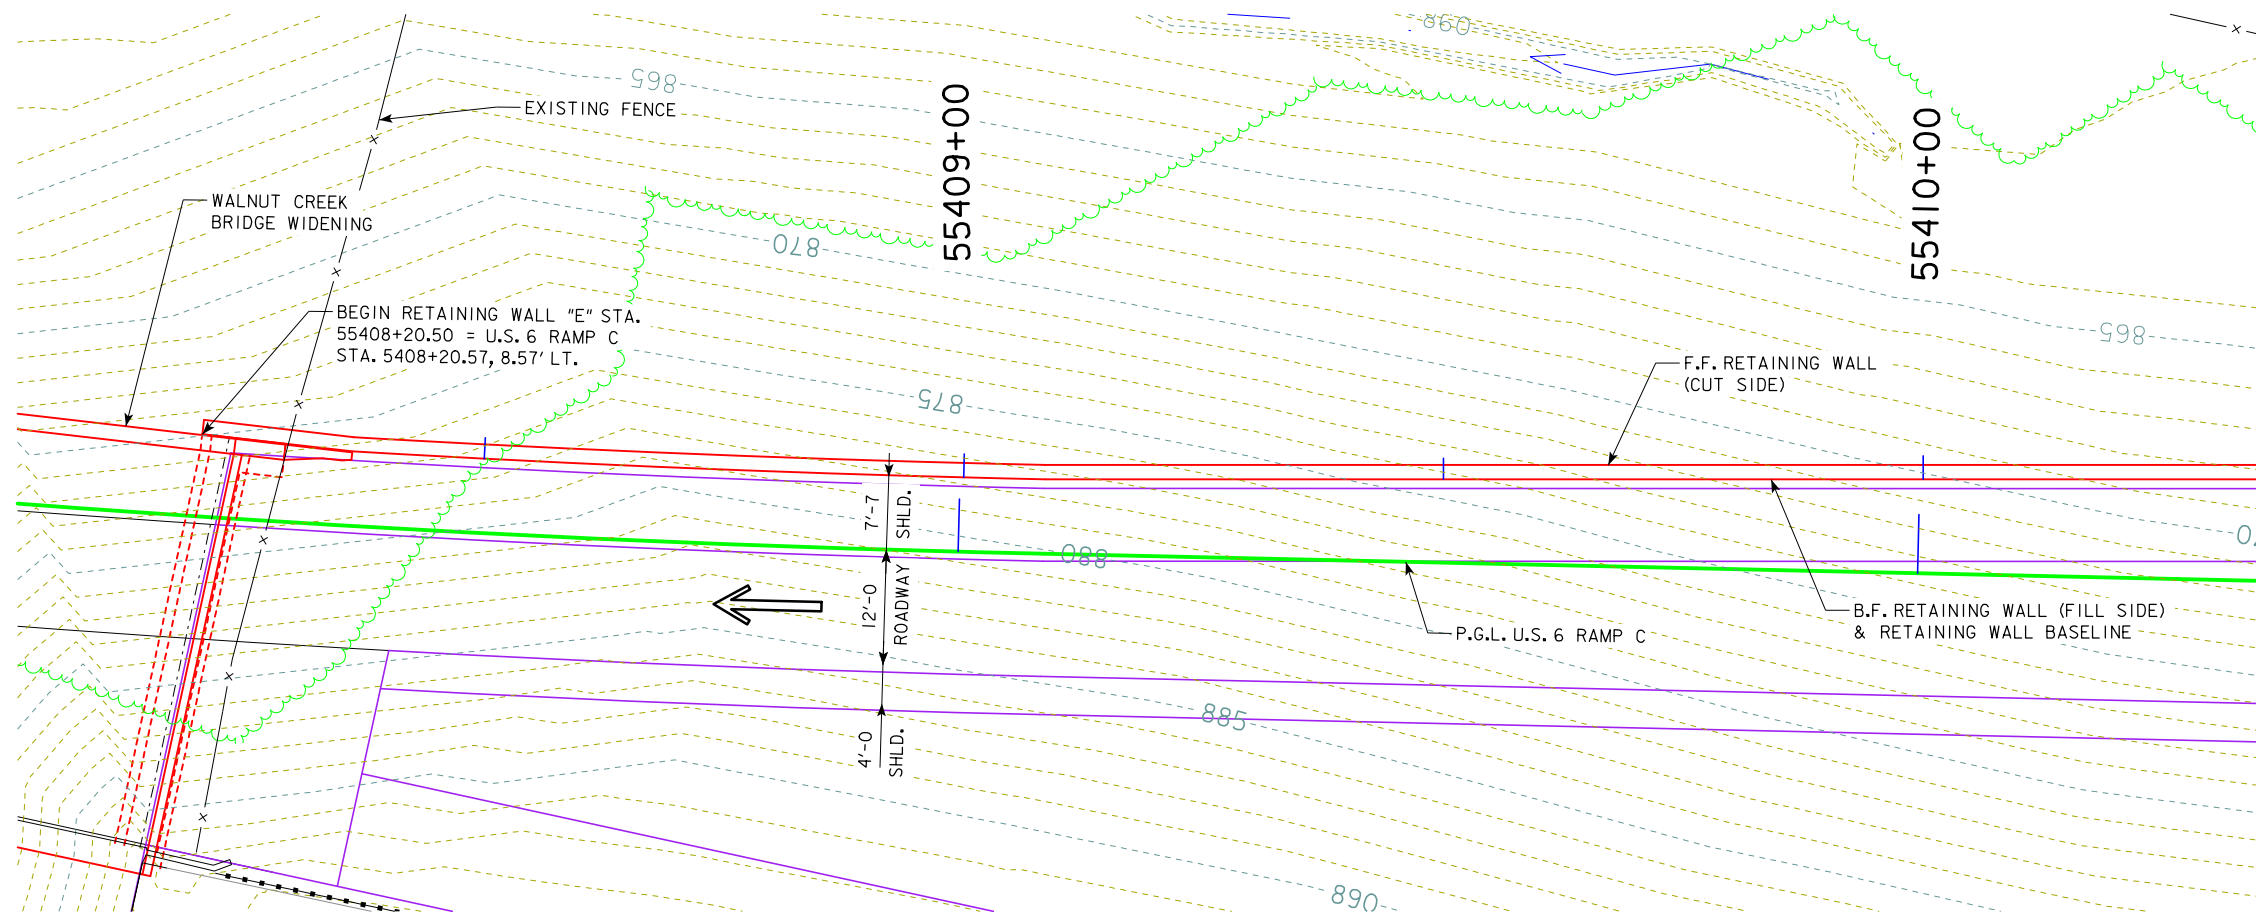 860
865
EXISTING FENCE
55409+00
55410+00
WALNUT CREEK
BRIDGE WIDENING
870
BEGIN RETAINING WALL "E" STA.
55408+20.50 = U.S. 6 RAMP C
STA. 5408+20.57, 8.57' LT.
865
F.F. RETAINING WALL
(CUT SIDE)
875
7'-7
SHLD.
880
12'-0
ROADWAY
B.F. RETAINING WALL (FILL SIDE)
& RETAINING WALL BASELINE
P.G.L. U.S. 6 RAMP C
885
4'-0
SHLD.
890